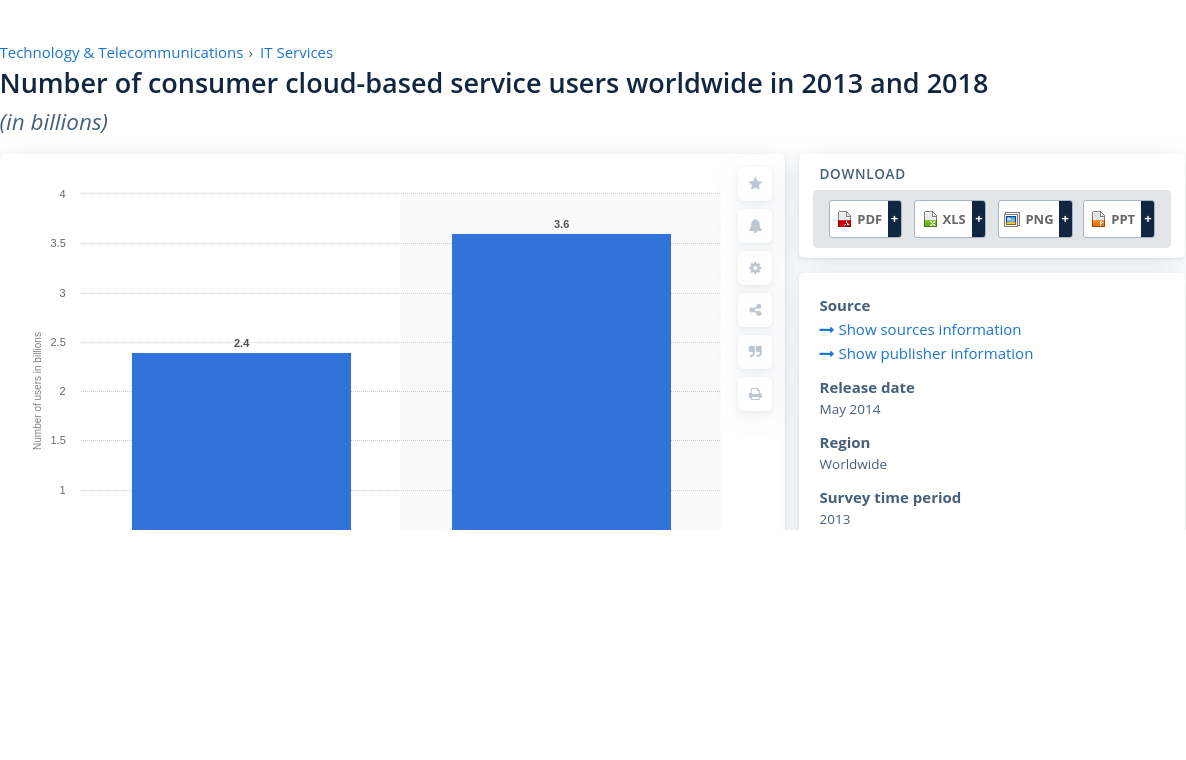 Technology & Telecommunications › IT Services
Number of consumer cloud-based service users worldwide in 2013 and 2018
(in billions)
4
3.5
3
2.5
2
1.5
1
Number of users in billions
2.4
3.6
DOWNLOAD
PDF +
XLS +
PNG +
PPT +
Source
Show sources information
Show publisher information
Release date
May 2014
Region
Worldwide
Survey time period
2013